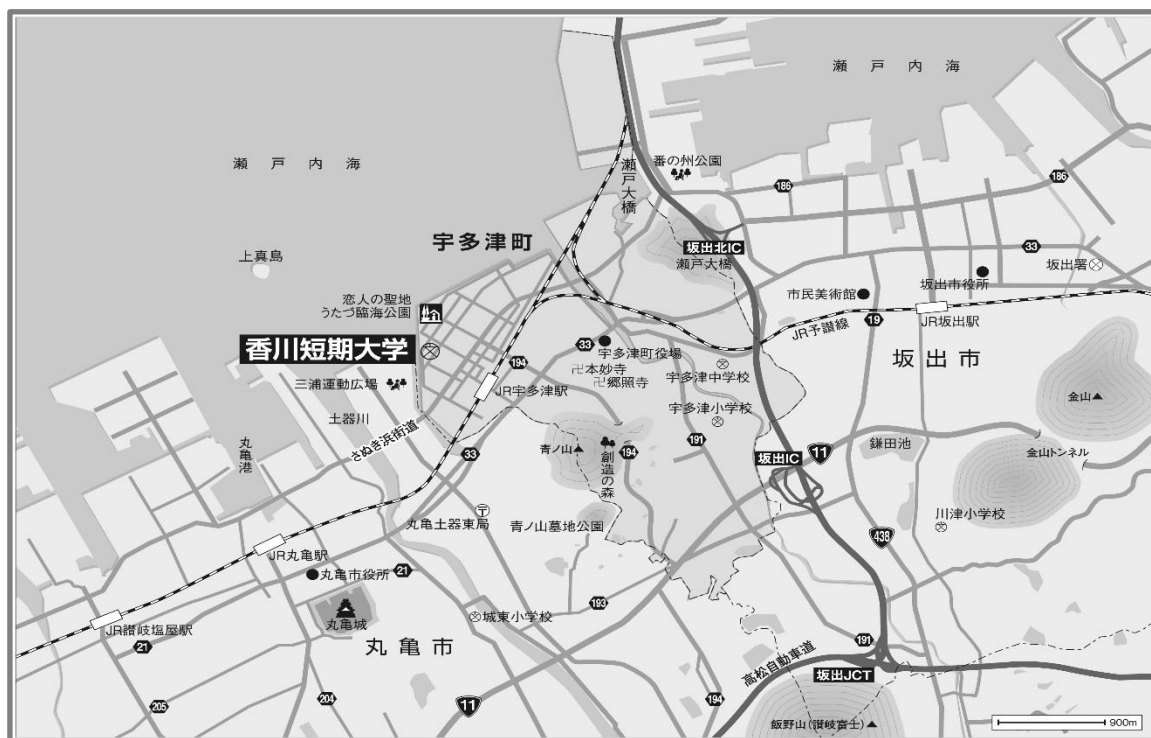 瀬戸内海
瀬戸内海
瀬戸大橋
番の州公園
186
186
宇多津町
坂出北IC
瀬戸大橋
33
坂出署
上真島
坂出市役所
市民美術館
恋人の聖地
うたづ臨海公園
JR予讃線
19
JR坂出駅
香川短期大学
33
宇多津町役場
坂出市
194
卍本妙寺
宇多津中学校
三浦運動広場
JR宇多津駅
卍郷照寺
金山▲
土器川
宇多津小学校
さぬき浜街道
丸亀港
33
青ノ山▲
創造の森
194
191
坂出IC
11
鎌田池
金山トンネル
丸亀土器東局
青ノ山墓地公園
438
川津小学校
JR丸亀駅
丸亀市役所
21
193
丸亀城
城東小学校
JR讃岐塩屋駅
21
丸亀市
191
高松自動車道
坂出JCT
205
204
11
194
飯野山(讃岐富士)▲
900m